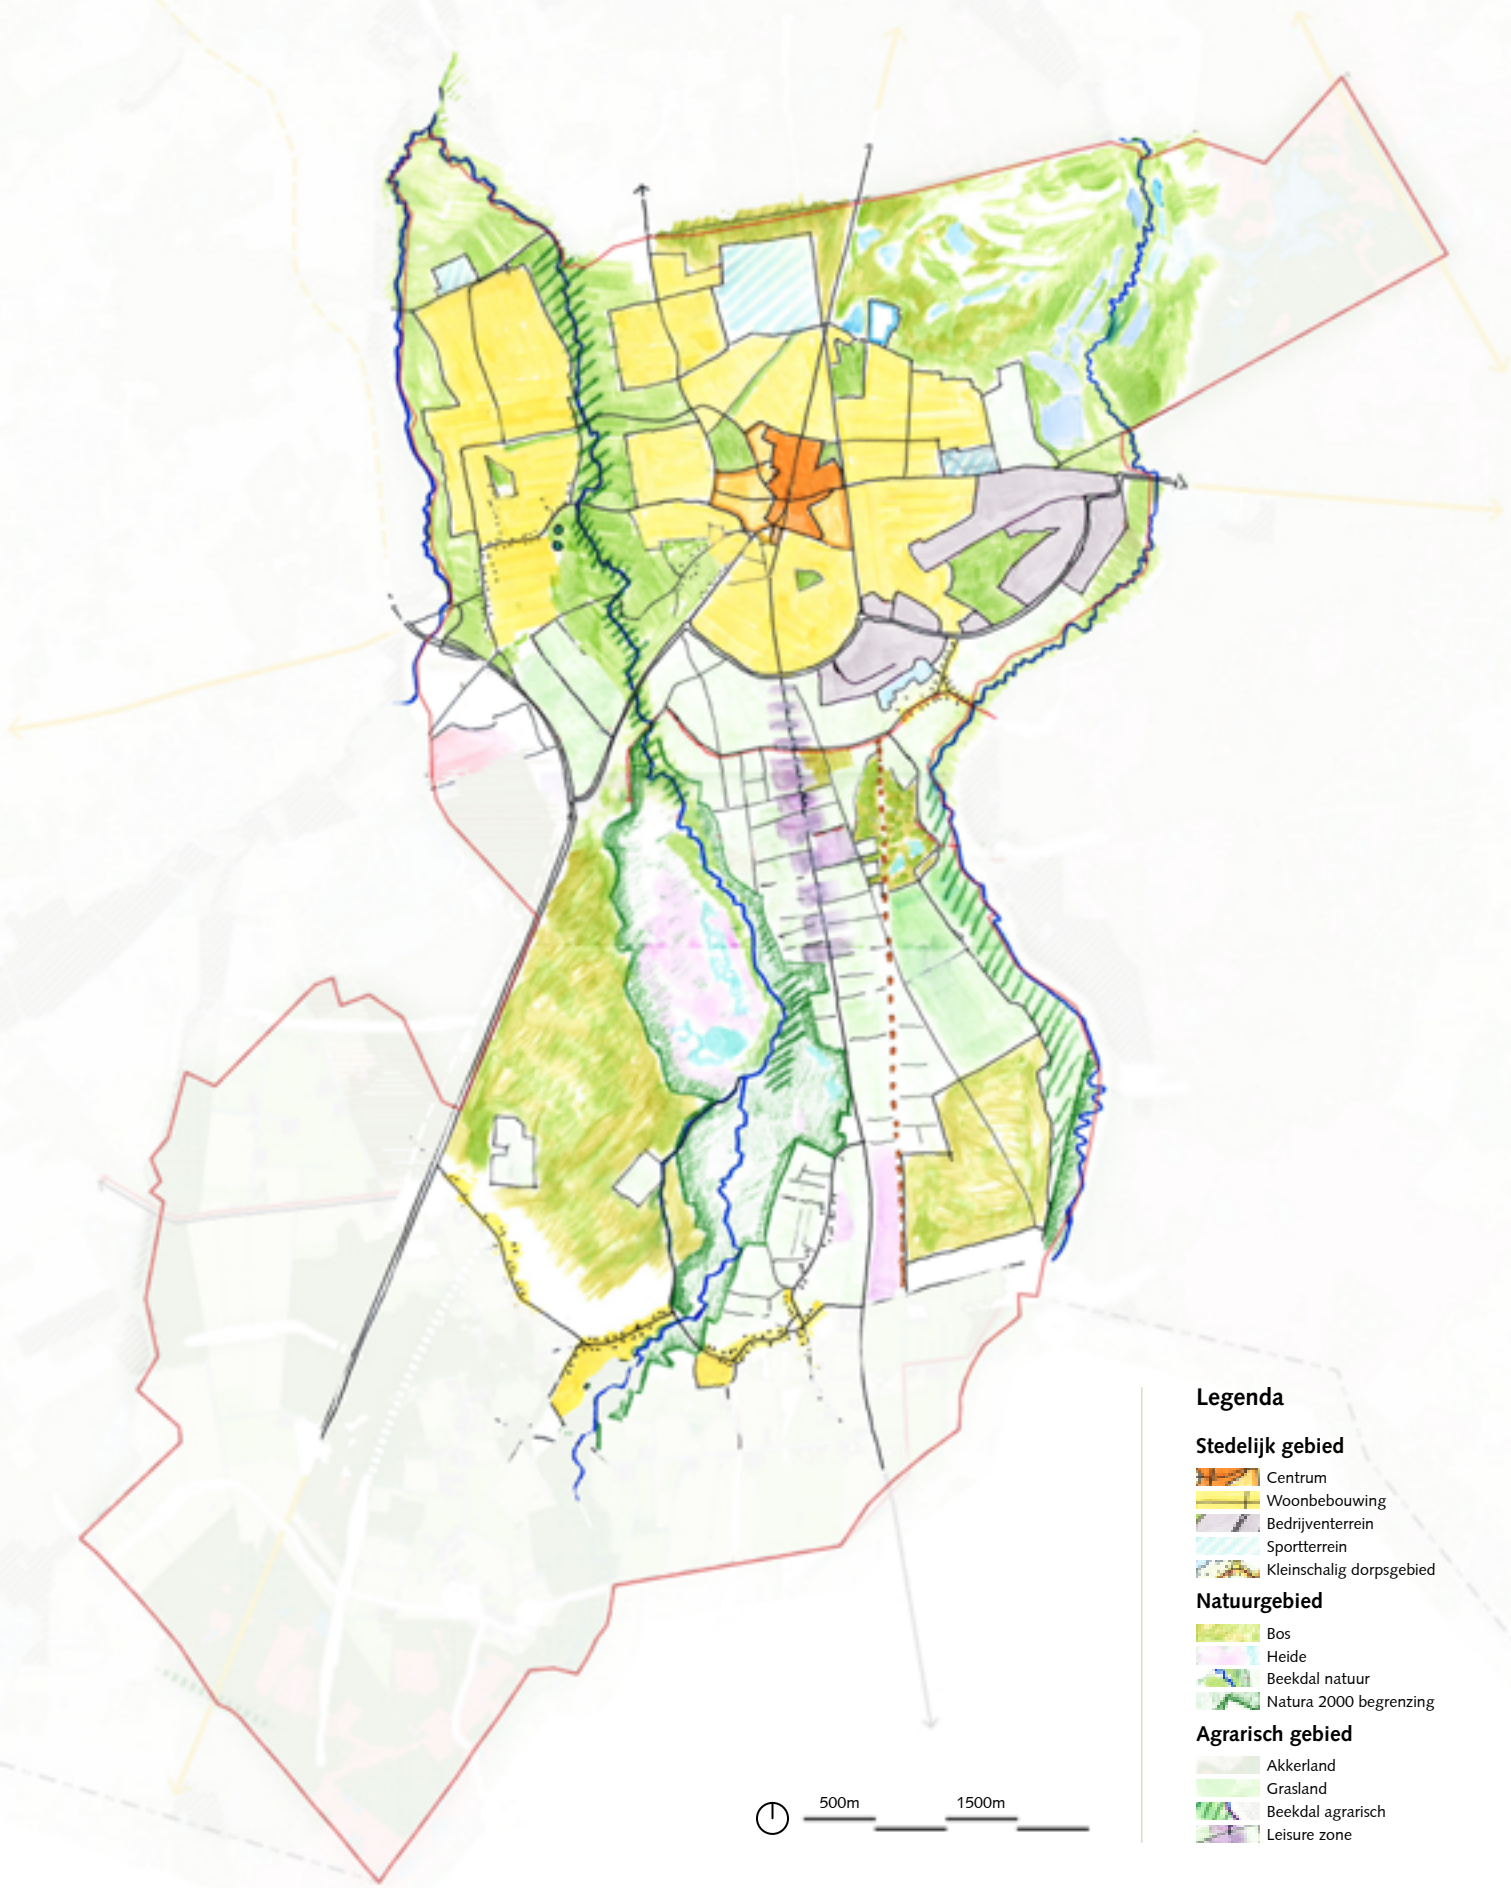 Legenda
Stedelijk gebied
Centrum
Woonbebouwing
Bedrijventerrein
Sportterrein
Kleinschalig dorpsgebied
Natuurgebied
Bos
Heide
Beekdal natuur
Natura 2000 begrenzing
Agrarisch gebied
Akkerland
Grasland
Beekdal agrarisch
Leisure zone
500m 1500m